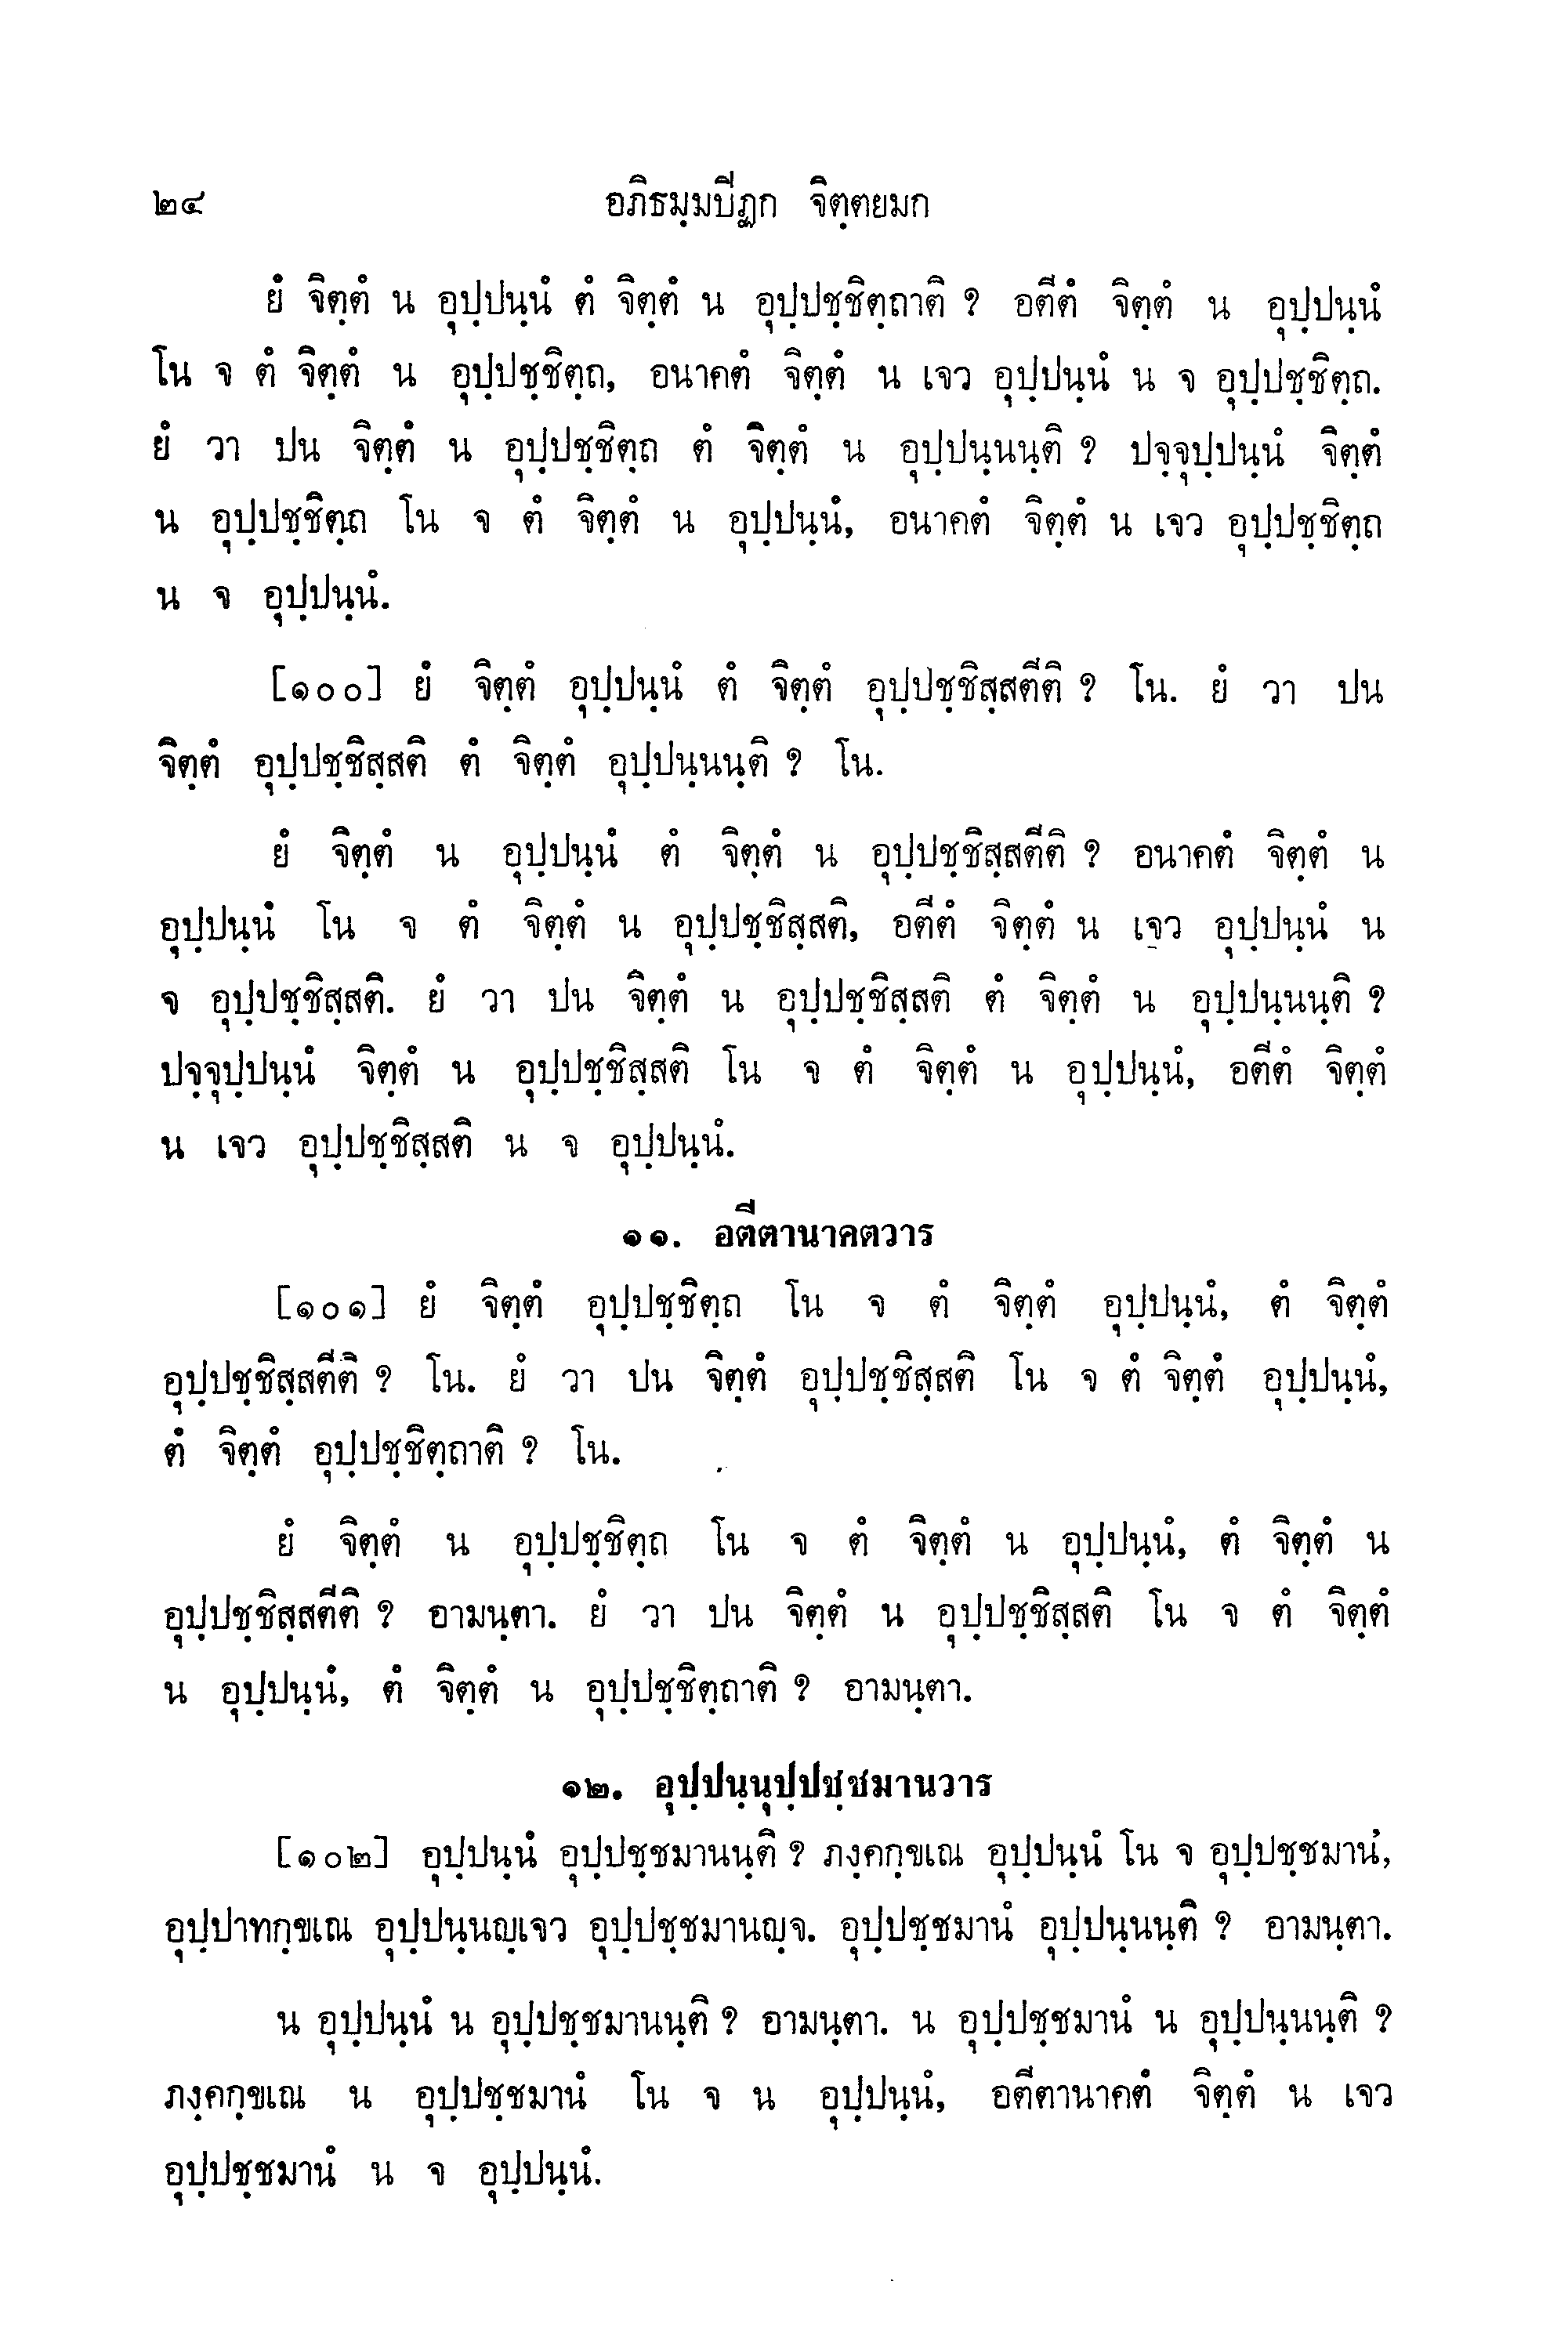 ๒๔ อภิธมฺมปีฏก จิตฺตยมก
ยํ จิตฺตํ น อุปฺปนฺนํ ตํ จิตฺตํ น อุปฺปชฺชิตฺถาติ ? อตีตํ จิตฺตํ น อุปฺปนฺนํ
โน จ ตํ จิตฺตํ น อุปฺปชฺชิตฺถ, อนาคตํ จิตฺตํ น เจว อุปฺปนฺนํ น จ อุปฺปชฺชิตฺถ.
ยํ วา ปน จิตฺตํ น อุปฺปชฺชิตฺถ ตํ จิตฺตํ น อุปฺปนฺนนฺติ ? ปจฺจุปฺปนฺนํ จิตฺตํ
น อุปฺปชฺชิตฺถ โน จ ตํ จิตฺตํ น อุปฺปนฺนํ, อนาคตํ จิตฺตํ น เจว อุปฺปชฺชิตฺถ
น จ อุปฺปนฺนํ.
[๑๐๐] ยํ จิตฺตํ อุปฺปนฺนํ ตํ จิตฺตํ อุปฺปชฺชิสฺสตีติ ? โน. ยํ วา ปน
จิตฺตํ อุปฺปชฺชิสฺสติ ตํ จิตฺตํ อุปฺปนฺนนฺติ ? โน.
ยํ จิตฺตํ น อุปฺปนฺนํ ตํ จิตฺตํ น อุปฺปชฺชิสฺสตีติ ? อนาคตํ จิตฺตํ น
อุปฺปนฺนํ โน จ ตํ จิตฺตํ น อุปฺปชฺชิสฺสติ, อตีตํ จิตฺตํ น เจว อุปฺปนฺนํ น
จ อุปฺปชฺชิสฺสติ. ยํ วา ปน จิตฺตํ น อุปฺปชฺชิสฺสติ ตํ จิตฺตํ น อุปฺปนฺนนฺติ ?
ปจฺจุปฺปนฺนํ จิตฺตํ น อุปฺปชฺชิสฺสติ โน จ ตํ จิตฺตํ น อุปฺปนฺนํ, อตีตํ จิตฺตํ
น เจว อุปฺปชฺชิสฺสติ น จ อุปฺปนฺนํ.
๑๑. อตีตานาคตวาร
[๑๐๑] ยํ จิตฺตํ อุปฺปชฺชิตฺถ โน จ ตํ จิตฺตํ อุปฺปนฺนํ, ตํ จิตฺตํ
อุปฺปชฺชิสฺสตีติ ? โน. ยํ วา ปน จิตฺตํ อุปฺปชฺชิสฺสติ โน จ ตํ จิตฺตํ อุปฺปนฺนํ,
ตํ จิตฺตํ อุปฺปชฺชิตฺถาติ ? โน.
ยํ จิตฺตํ น อุปฺปชฺชิตฺถ โน จ ตํ จิตฺตํ น อุปฺปนฺนํ, ตํ จิตฺตํ น
อุปฺปชฺชิสฺสตีติ ? อามนฺตา. ยํ วา ปน จิตฺตํ น อุปฺปชฺชิสฺสติ โน จ ตํ จิตฺตํ
น อุปฺปนฺนํ, ตํ จิตฺตํ น อุปฺปชฺชิตฺถาติ ? อามนฺตา.
๑๒. อุปฺปนฺนุปฺปชฺชมานวาร
[๑๐๒] อุปฺปนฺนํ อุปฺปชฺชมานนฺติ ? ภงฺคกฺขเณ อุปฺปนฺนํ โน จ อุปฺปชฺชมานํ,
อุปฺปาทกฺขเณ อุปฺปนฺนญฺเจว อุปฺปชฺชมานญฺจ. อุปฺปชฺชมานํ อุปฺปนฺนนฺติ ? อามนฺตา.
น อุปฺปนฺนํ น อุปฺปชฺชมานนฺติ ? อามนฺตา. น อุปฺปชฺชมานํ น อุปฺปนฺนนฺติ ?
ภงฺคกฺขเณ น อุปฺปชฺชมานํ โน จ น อุปฺปนฺนํ, อตีตานาคตํ จิตฺตํ น เจว
อุปฺปชฺชมานํ น จ อุปฺปนฺนํ.